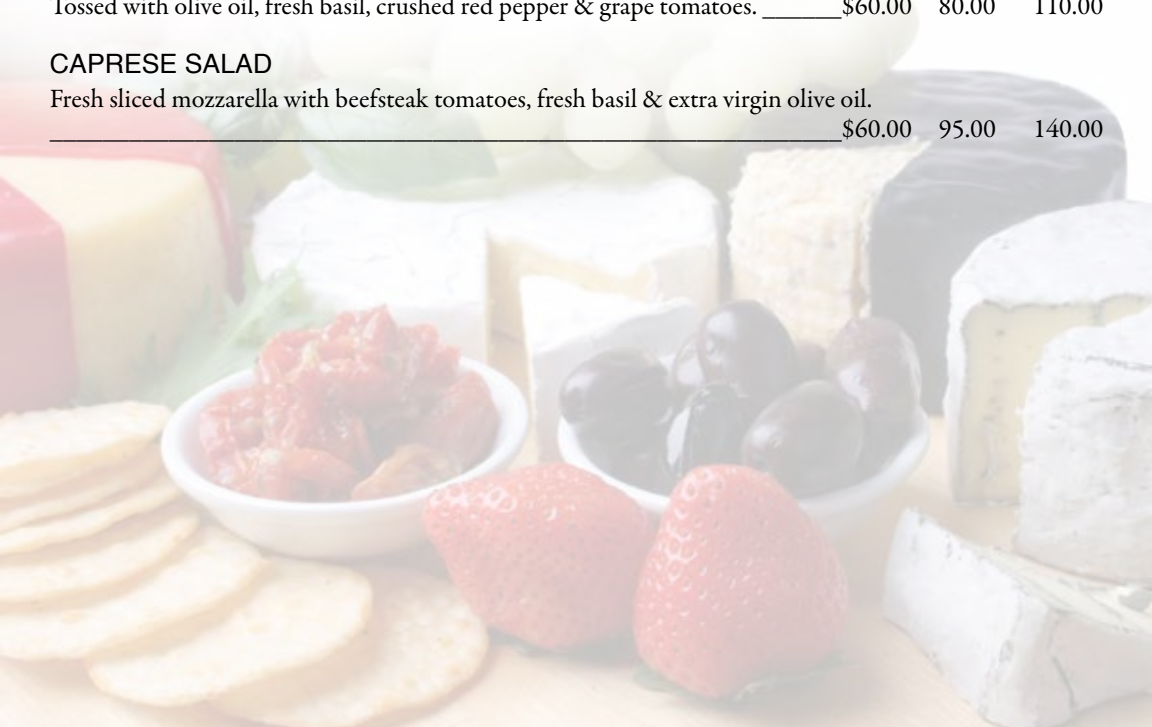 Tossed with olive oil, fresh basil, crushed red pepper & grape tomatoes. ______$60.00 80.00 110.00
CAPRESE SALAD
Fresh sliced mozzarella with beefsteak tomatoes, fresh basil & extra virgin olive oil.
____________________________________________________________$60.00 95.00 140.00